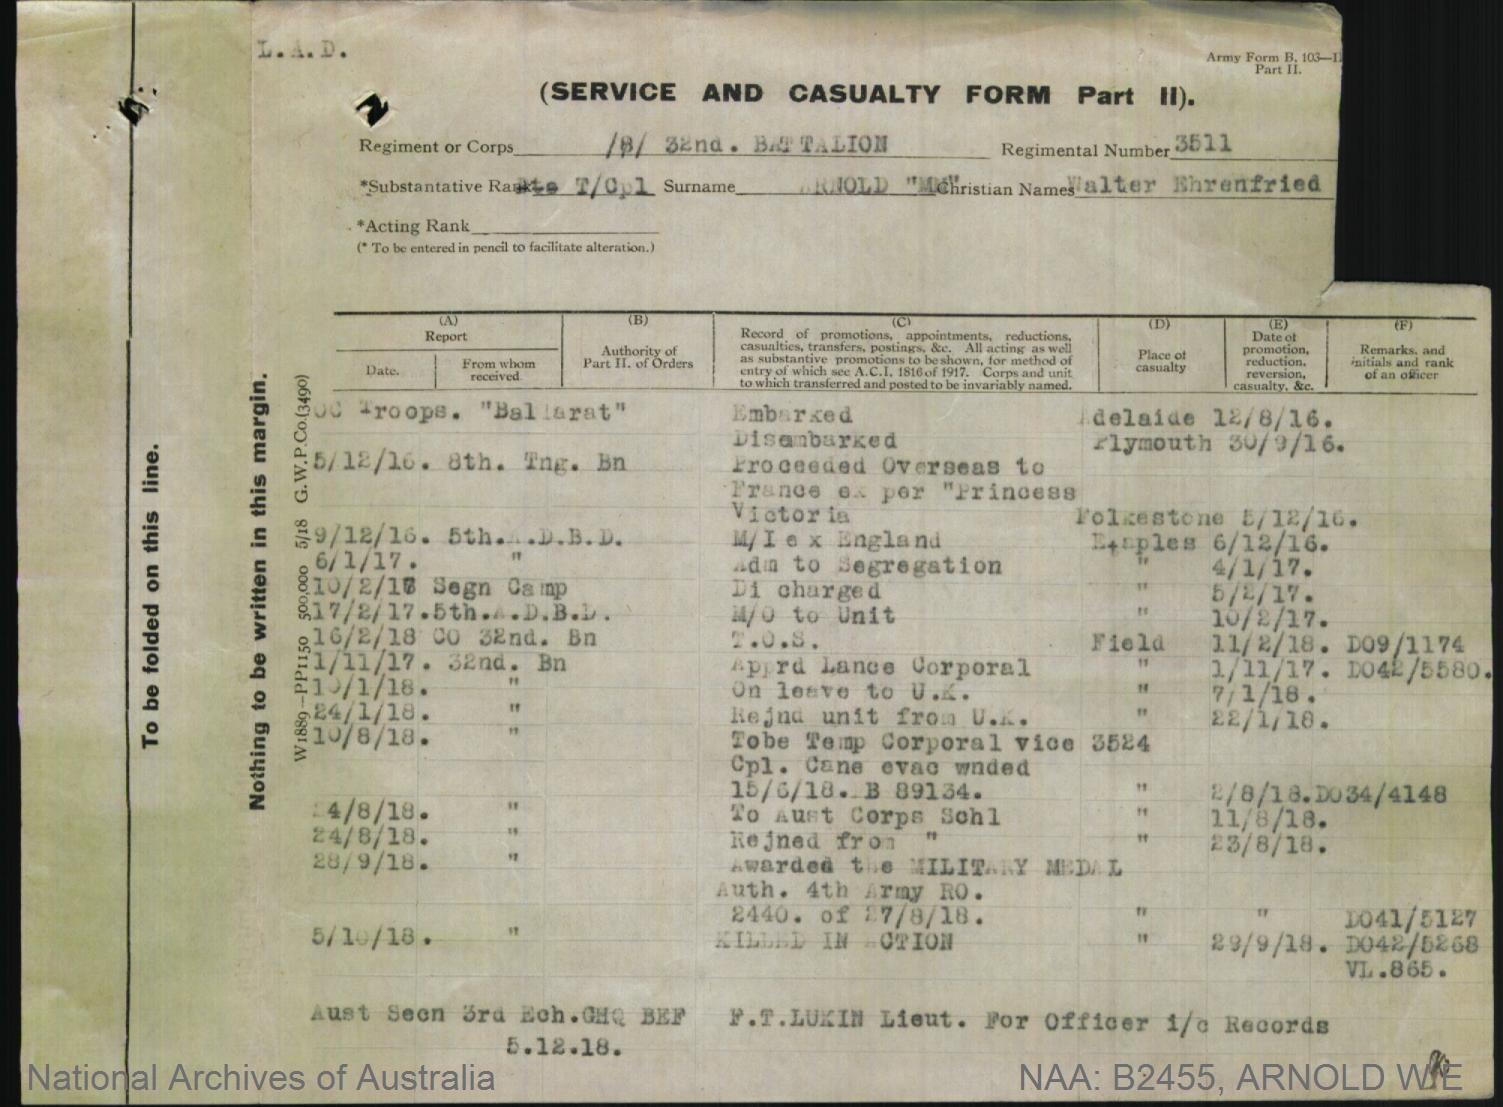 L.A.D.
Army Form B. 103—II
Part II.
(SERVICE AND CASUALTY FORM Part II).
Regiment or Corps /8/ 32nd. BATTALION Regimental Number 3511
*Substantative Rank Pte T/Cpl Surname ARNOLD "MM" Christian Names Walter Ehrenfried
*Acting Rank
(* To be entered in pencil to facilitate alteration.)
To be folded on this line.
Nothing to be written in this margin.
W1889—PP1150 500,000 5/18 G.W.P.Co.(3490)
(A) (B) (C) (D) (E) (F)
Report
Date. From whom received
Authority of Part II. of Orders
Record of promotions, appointments, reductions,
casualties, transfers, postings, &c. All acting as well
as substantive promotions to be shown, for method of
entry of which see A.C.I. 1816 of 1917. Corps and unit
to which transferred and posted to be invariably named.
Place of casualty
Date of promotion, reduction, reversion, casualty, &c.
Remarks, and initials and rank of an officer
OC Troops. "Ballarat" Embarked Adelaide 12/8/16.
Disembarked Plymouth 30/9/16.
5/12/16. 8th. Tng. Bn Proceeded Overseas to
France ex per "Princess
Victoria Folkestone 5/12/16.
9/12/16. 5th.A.D.B.D. M/I e x England Etaples 6/12/16.
6/1/17. " Adm to Segregation " 4/1/17.
10/2/17 Segn Camp Di charged " 5/2/17.
17/2/17.5th.A.D.B.D. M/O to Unit " 10/2/17.
16/2/18 CO 32nd. Bn T.O.S. Field 11/2/18. DO9/1174
1/11/17. 32nd. Bn Apprd Lance Corporal " 1/11/17. DO42/5580.
10/1/18. " On leave to U.K. " 7/1/18.
24/1/18. " Rejnd unit from U.K. " 22/1/18.
10/8/18. " Tobe Temp Corporal vice 3524
Cpl. Cane evac wnded
15/6/18. B 89134. " 2/8/18.DO34/4148
4/8/18. " To Aust Corps Schl " 11/8/18.
24/8/18. " Rejned from " " 23/8/18.
28/9/18. " Awarded the MILITARY MEDAL
Auth. 4th Army RO.
2440. of 27/8/18. " " DO41/5127
5/10/18. " KILLED IN ACTION " 29/9/18. DO42/5268
VL.865.
Aust Secn 3rd Ech.GHQ BEF F.T.LUKIN Lieut. For Officer i/c Records
5.12.18.
National Archives of Australia NAA: B2455, ARNOLD W E